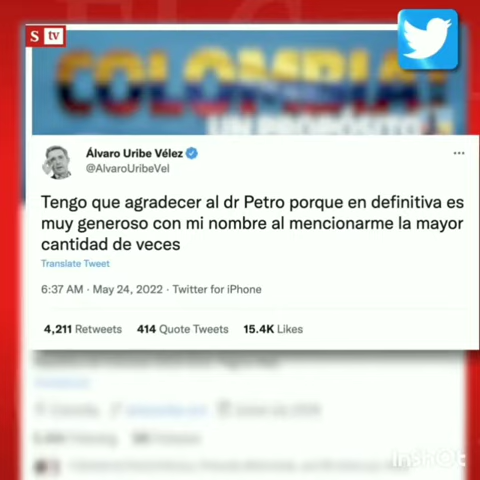 S tv
COLOMBIA!
UN PROPÓSITO
Álvaro Uribe Vélez
@AlvaroUribeVel
Tengo que agradecer al dr Petro porque en definitiva es
muy generoso con mi nombre al mencionarme la mayor
cantidad de veces
Translate Tweet
6:37 AM · May 24, 2022 · Twitter for iPhone
4,211 Retweets 414 Quote Tweets 15.4K Likes
InShOt